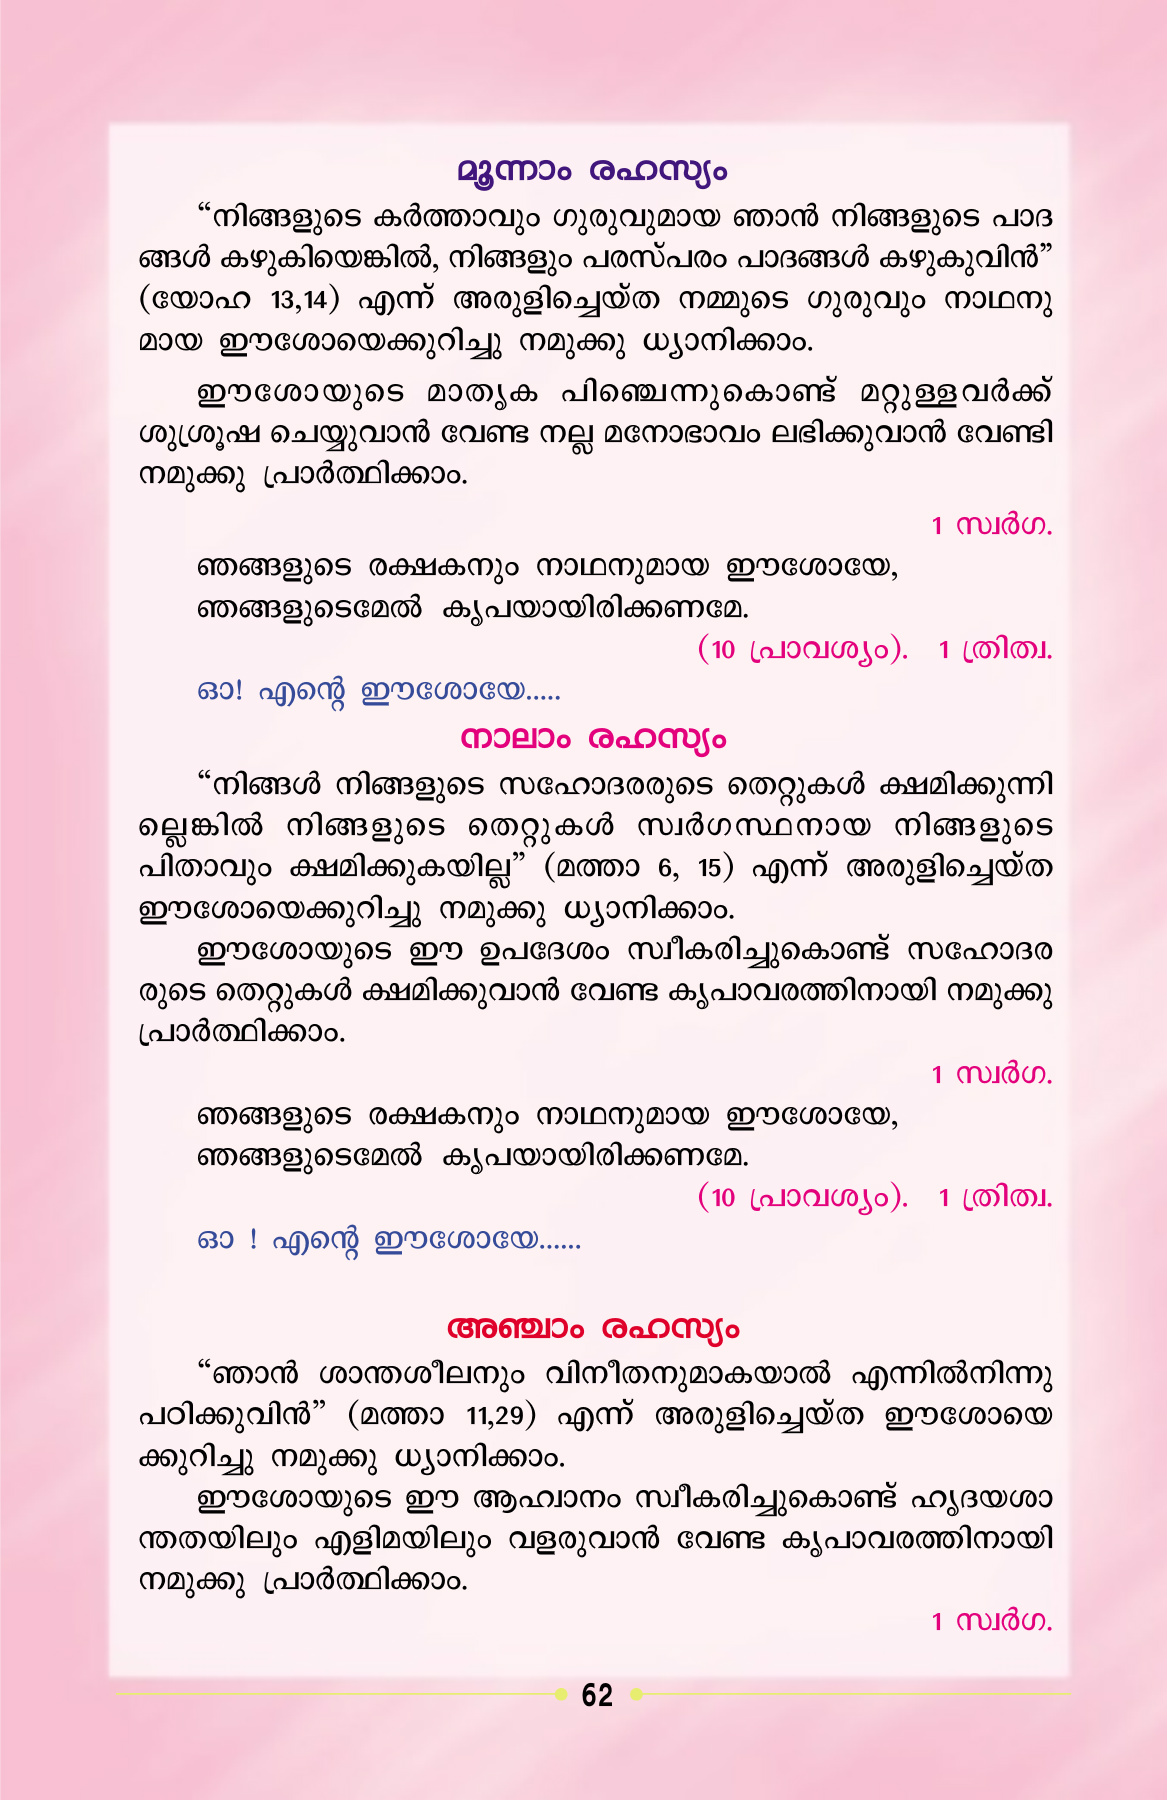 മൂന്നാം രഹസ്യം
“നിങ്ങളുടെ കർത്താവും ഗുരുവുമായ ഞാൻ നിങ്ങളുടെ പാദ
ങ്ങൾ കഴുകിയെങ്കിൽ, നിങ്ങളും പരസ്പരം പാദങ്ങൾ കഴുകുവിൻ”
(യോഹ 13,14) എന്ന് അരുളിച്ചെയ്ത നമ്മുടെ ഗുരുവും നാഥനു
മായ ഈശോയെക്കുറിച്ചു നമുക്കു ധ്യാനിക്കാം.
ഈശോയുടെ മാതൃക പിഞ്ചെന്നുകൊണ്ട് മറ്റുള്ളവർക്ക്
ശുശ്രൂഷ ചെയ്യുവാൻ വേണ്ട നല്ല മനോഭാവം ലഭിക്കുവാൻ വേണ്ടി
നമുക്കു പ്രാർത്ഥിക്കാം.
1 സ്വർഗ.
ഞങ്ങളുടെ രക്ഷകനും നാഥനുമായ ഈശോയേ,
ഞങ്ങളുടെമേൽ കൃപയായിരിക്കണമേ.
(10 പ്രാവശ്യം). 1 ത്രിത്വ.
ഓ! എന്റെ ഈശോയേ.....
നാലാം രഹസ്യം
“നിങ്ങൾ നിങ്ങളുടെ സഹോദരരുടെ തെറ്റുകൾ ക്ഷമിക്കുന്നി
ല്ലെങ്കിൽ നിങ്ങളുടെ തെറ്റുകൾ സ്വർഗസ്ഥനായ നിങ്ങളുടെ
പിതാവും ക്ഷമിക്കുകയില്ല” (മത്താ 6, 15) എന്ന് അരുളിച്ചെയ്ത
ഈശോയെക്കുറിച്ചു നമുക്കു ധ്യാനിക്കാം.
ഈശോയുടെ ഈ ഉപദേശം സ്വീകരിച്ചുകൊണ്ട് സഹോദര
രുടെ തെറ്റുകൾ ക്ഷമിക്കുവാൻ വേണ്ട കൃപാവരത്തിനായി നമുക്കു
പ്രാർത്ഥിക്കാം.
1 സ്വർഗ.
ഞങ്ങളുടെ രക്ഷകനും നാഥനുമായ ഈശോയേ,
ഞങ്ങളുടെമേൽ കൃപയായിരിക്കണമേ.
(10 പ്രാവശ്യം). 1 ത്രിത്വ.
ഓ ! എന്റെ ഈശോയേ......
അഞ്ചാം രഹസ്യം
“ഞാൻ ശാന്തശീലനും വിനീതനുമാകയാൽ എന്നിൽനിന്നു
പഠിക്കുവിൻ” (മത്താ 11,29) എന്ന് അരുളിച്ചെയ്ത ഈശോയെ
ക്കുറിച്ചു നമുക്കു ധ്യാനിക്കാം.
ഈശോയുടെ ഈ ആഹ്വാനം സ്വീകരിച്ചുകൊണ്ട് ഹൃദയശാ
ന്തതയിലും എളിമയിലും വളരുവാൻ വേണ്ട കൃപാവരത്തിനായി
നമുക്കു പ്രാർത്ഥിക്കാം.
1 സ്വർഗ.
62